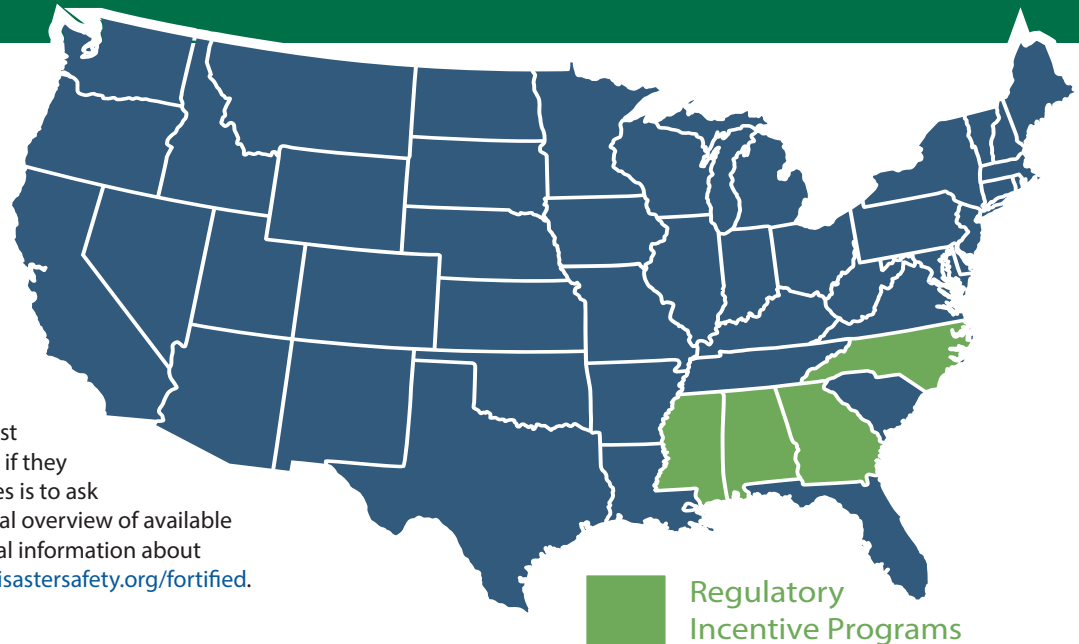 st
if they
es is to ask
al overview of available
al information about
isastersafety.org/fortified.
Regulatory
Incentive Programs